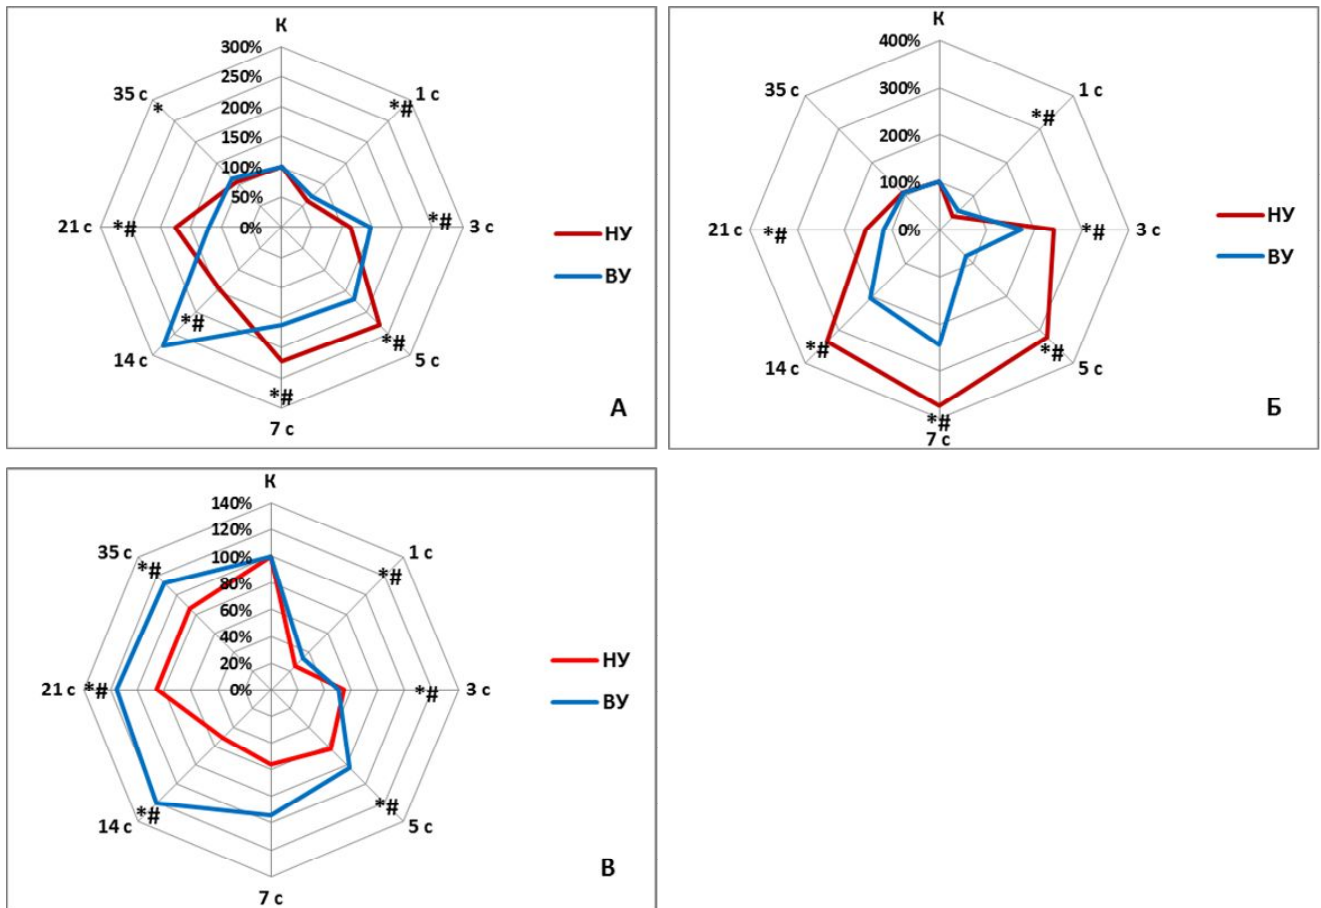 К
300%
35 с
*
250%
1 с
*#
200%
150%
100%
50%
21 с
*#
0%
*#
3 с
НУ
ВУ
*#
14 с
*#
5 с
*#
7 с
А
К
400%
35 с
1 с
300%
*#
200%
100%
21 с
*#
0%
*#
3 с
НУ
ВУ
14 с
*#
*#
5 с
*#
7 с
Б
К
140%
35 с
*#
120%
1 с
*#
100%
80%
60%
40%
20%
21 с
*#
0%
*#
3 с
НУ
ВУ
14 с
*#
*#
5 с
7 с
В